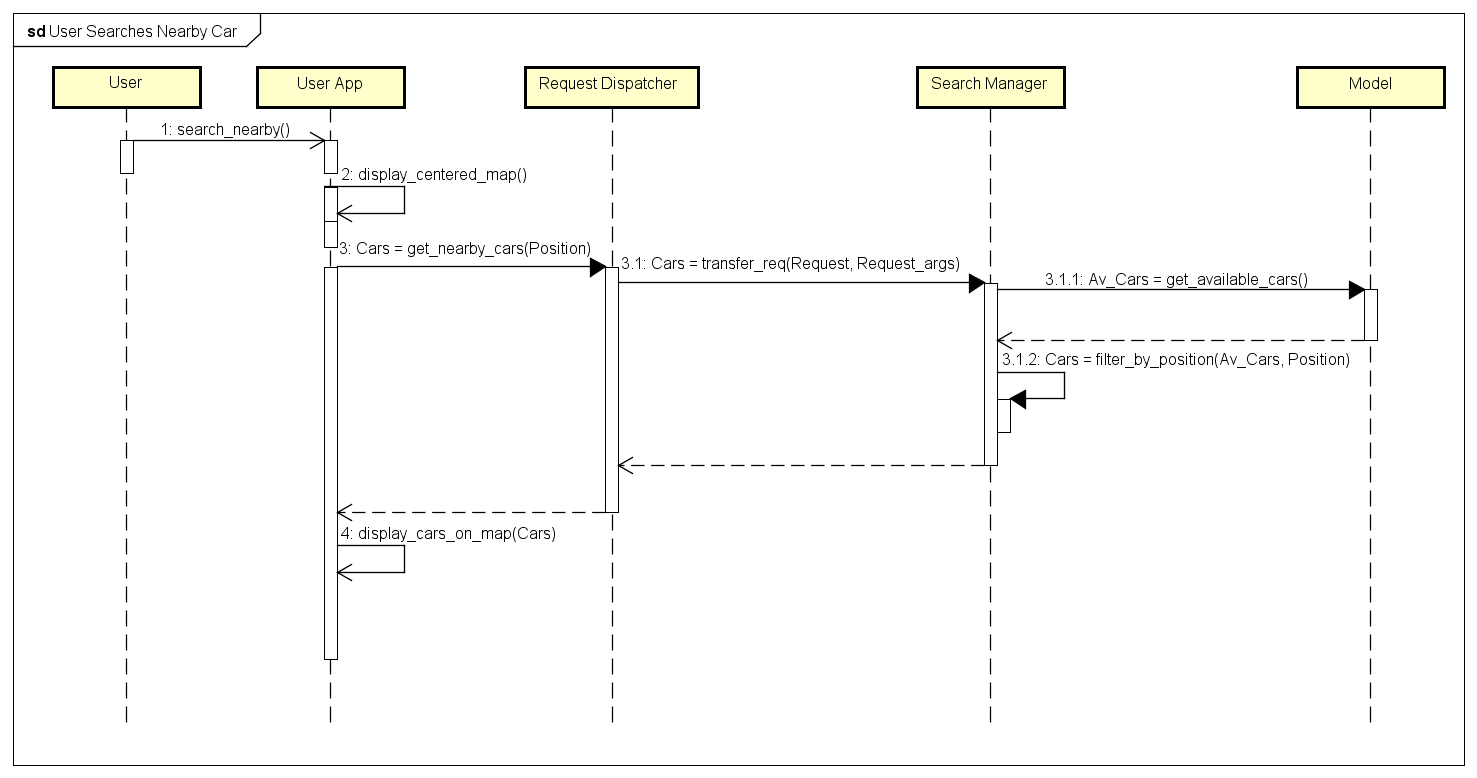 sd User Searches Nearby Car
User
User App
Request Dispatcher
Search Manager
Model
1: search_nearby()
2: display_centered_map()
3: Cars = get_nearby_cars(Position)
3.1: Cars = transfer_req(Request, Request_args)
3.1.1: Av_Cars = get_available_cars()
3.1.2: Cars = filter_by_position(Av_Cars, Position)
4: display_cars_on_map(Cars)